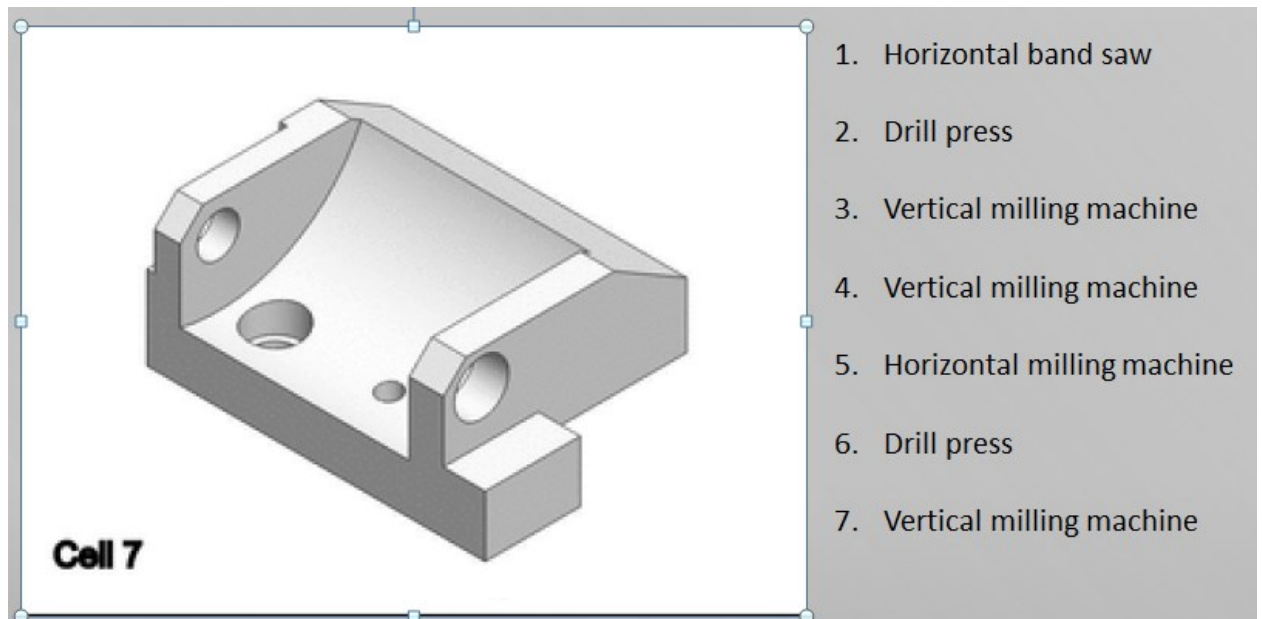 1. Horizontal band saw
2. Drill press
3. Vertical milling machine
4. Vertical milling machine
5. Horizontal milling machine
6. Drill press
7. Vertical milling machine
Cell 7